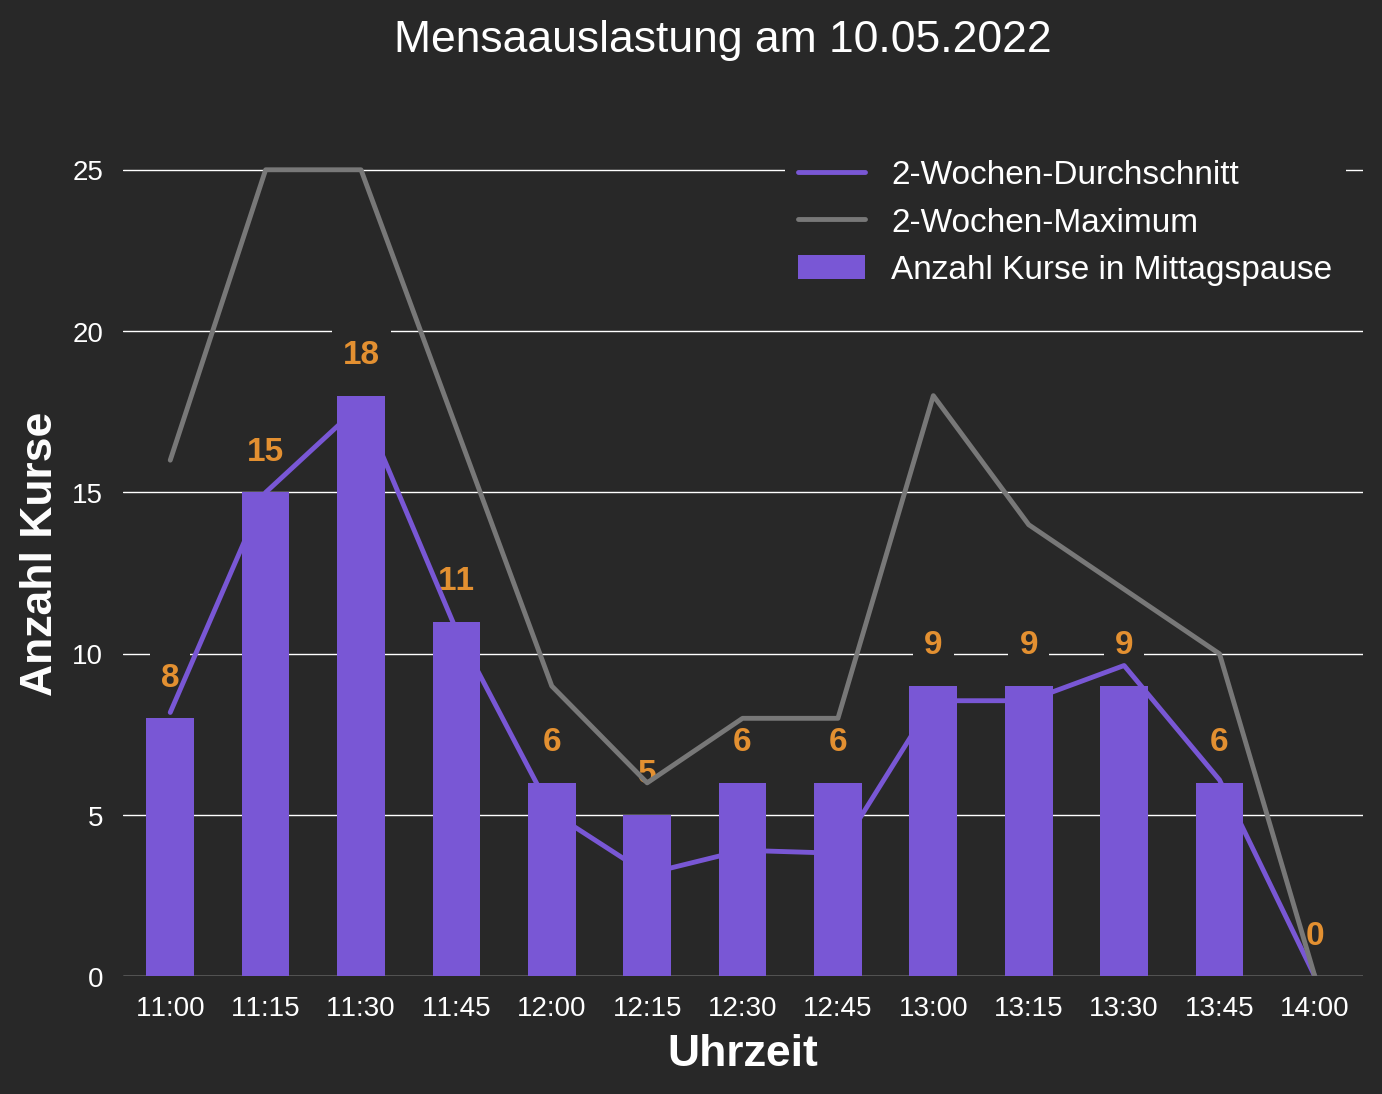 Mensaauslastung am 10.05.2022
2-Wochen-Durchschnitt
2-Wochen-Maximum
Anzahl Kurse in Mittagspause
Anzahl Kurse
25
20
15
10
5
0
8
15
18
11
6
5
6
6
9
9
9
6
0
11:00 11:15 11:30 11:45 12:00 12:15 12:30 12:45 13:00 13:15 13:30 13:45 14:00
Uhrzeit